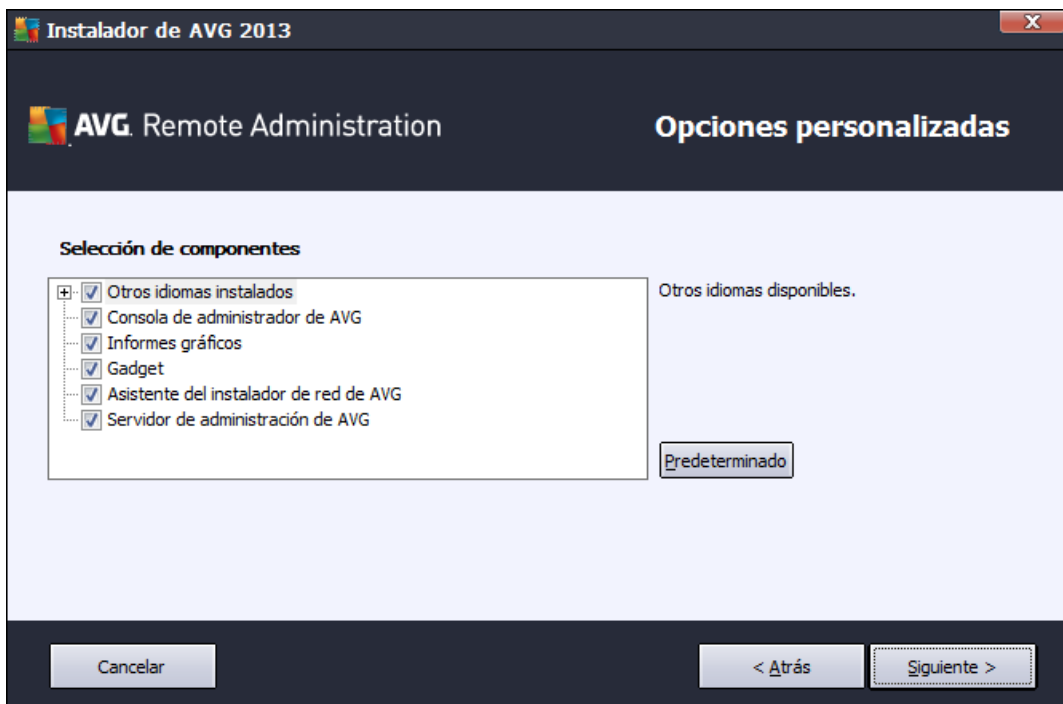 Instalador de AVG 2013
X
AVG. Remote Administration
Opciones personalizadas
Selección de componentes
Otros idiomas instalados
Consola de administrador de AVG
Informes gráficos
Gadget
Asistente del instalador de red de AVG
Servidor de administración de AVG
Otros idiomas disponibles.
Predeterminado
Cancelar
< Atrás
Siguiente >